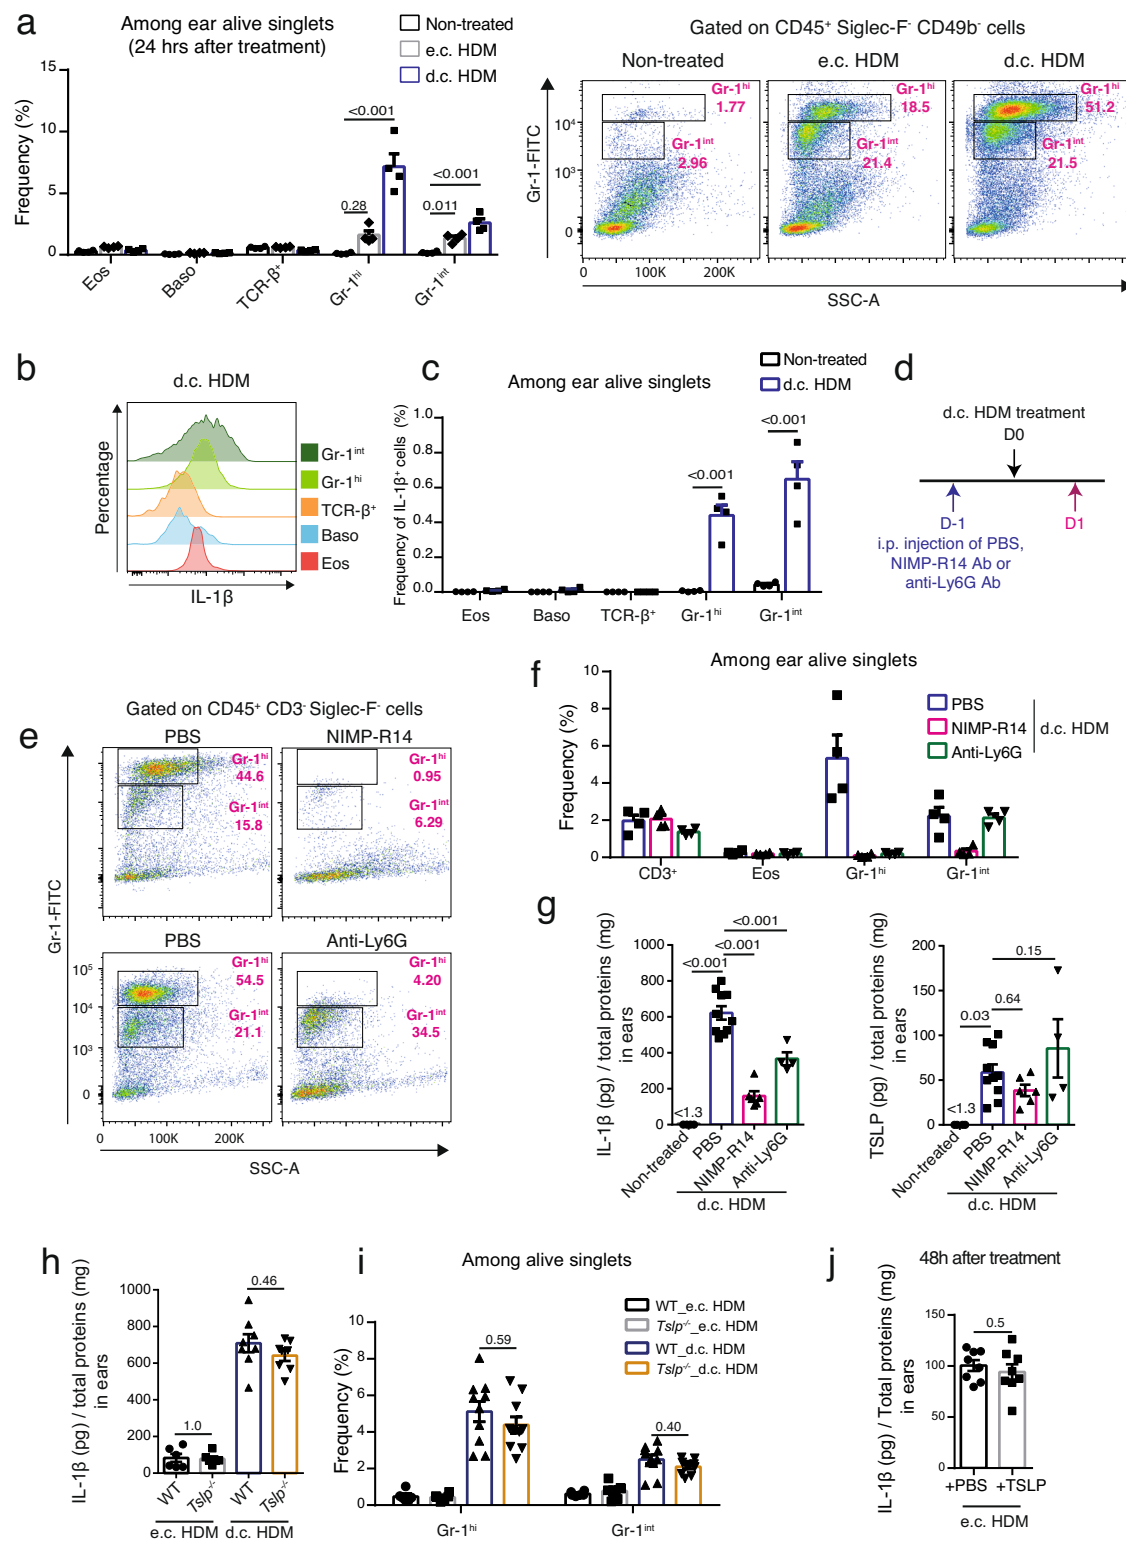 a
Among ear alive singlets
(24 hrs after treatment)
Non-treated
e.c. HDM
d.c. HDM
Frequency (%)
15
10
5
0
<0.001
0.28
<0.001
0.011
Eos
Baso
TCR-β⁺
Gr-1ʰⁱ
Gr-1ⁱⁿᵗ
Gated on CD45⁺ Siglec-F⁻ CD49b⁻ cells
Non-treated
e.c. HDM
d.c. HDM
Gr-1-FITC
10⁴
10³
0
Gr-1ʰⁱ
1.77
Gr-1ⁱⁿᵗ
2.96
Gr-1ʰⁱ
18.5
Gr-1ⁱⁿᵗ
21.4
Gr-1ʰⁱ
51.2
Gr-1ⁱⁿᵗ
21.5
0 100K 200K
SSC-A
b
d.c. HDM
Percentage
IL-1β
Gr-1ⁱⁿᵗ
Gr-1ʰⁱ
TCR-β⁺
Baso
Eos
c
Among ear alive singlets
Non-treated
d.c. HDM
Frequency of IL-1β⁺ cells (%)
1.0
0.8
0.6
0.4
0.2
0.0
<0.001
<0.001
Eos
Baso
TCR-β⁺
Gr-1ʰⁱ
Gr-1ⁱⁿᵗ
d
d.c. HDM treatment
D0
D-1
D1
i.p. injection of PBS,
NIMP-R14 Ab or
anti-Ly6G Ab
e
Gated on CD45⁺ CD3⁻ Siglec-F⁻ cells
PBS
NIMP-R14
Gr-1ʰⁱ
44.6
Gr-1ⁱⁿᵗ
15.8
Gr-1ʰⁱ
0.95
Gr-1ⁱⁿᵗ
6.29
PBS
Anti-Ly6G
Gr-1ʰⁱ
54.5
Gr-1ⁱⁿᵗ
21.1
Gr-1ʰⁱ
4.20
Gr-1ⁱⁿᵗ
34.5
Gr-1-FITC
10⁵
10⁴
10³
0
0 100K 200K
SSC-A
f
Among ear alive singlets
Frequency (%)
10
8
6
4
2
0
PBS
NIMP-R14
Anti-Ly6G
d.c. HDM
CD3⁺
Eos
Gr-1ʰⁱ
Gr-1ⁱⁿᵗ
g
IL-1β (pg) / total proteins (mg)
in ears
1000
800
600
400
200
0
<0.001
<0.001
<0.001
<1.3
Non-treated
PBS
NIMP-R14
Anti-Ly6G
d.c. HDM
TSLP (pg) / total proteins (mg)
in ears
200
150
100
50
0
0.15
0.64
0.03
<1.3
Non-treated
PBS
NIMP-R14
Anti-Ly6G
d.c. HDM
h
IL-1β (pg) / total proteins (mg)
in ears
1000
800
600
400
200
0
0.46
1.0
WT
Tslp⁻/⁻
WT
Tslp⁻/⁻
e.c. HDM
d.c. HDM
i
Among alive singlets
Frequency (%)
10
8
6
4
2
0
0.59
0.40
WT_e.c. HDM
Tslp⁻/⁻_e.c. HDM
WT_d.c. HDM
Tslp⁻/⁻_d.c. HDM
Gr-1ʰⁱ
Gr-1ⁱⁿᵗ
j
48h after treatment
IL-1β (pg) / Total proteins (mg)
in ears
150
100
50
0
0.5
+PBS
+TSLP
e.c. HDM